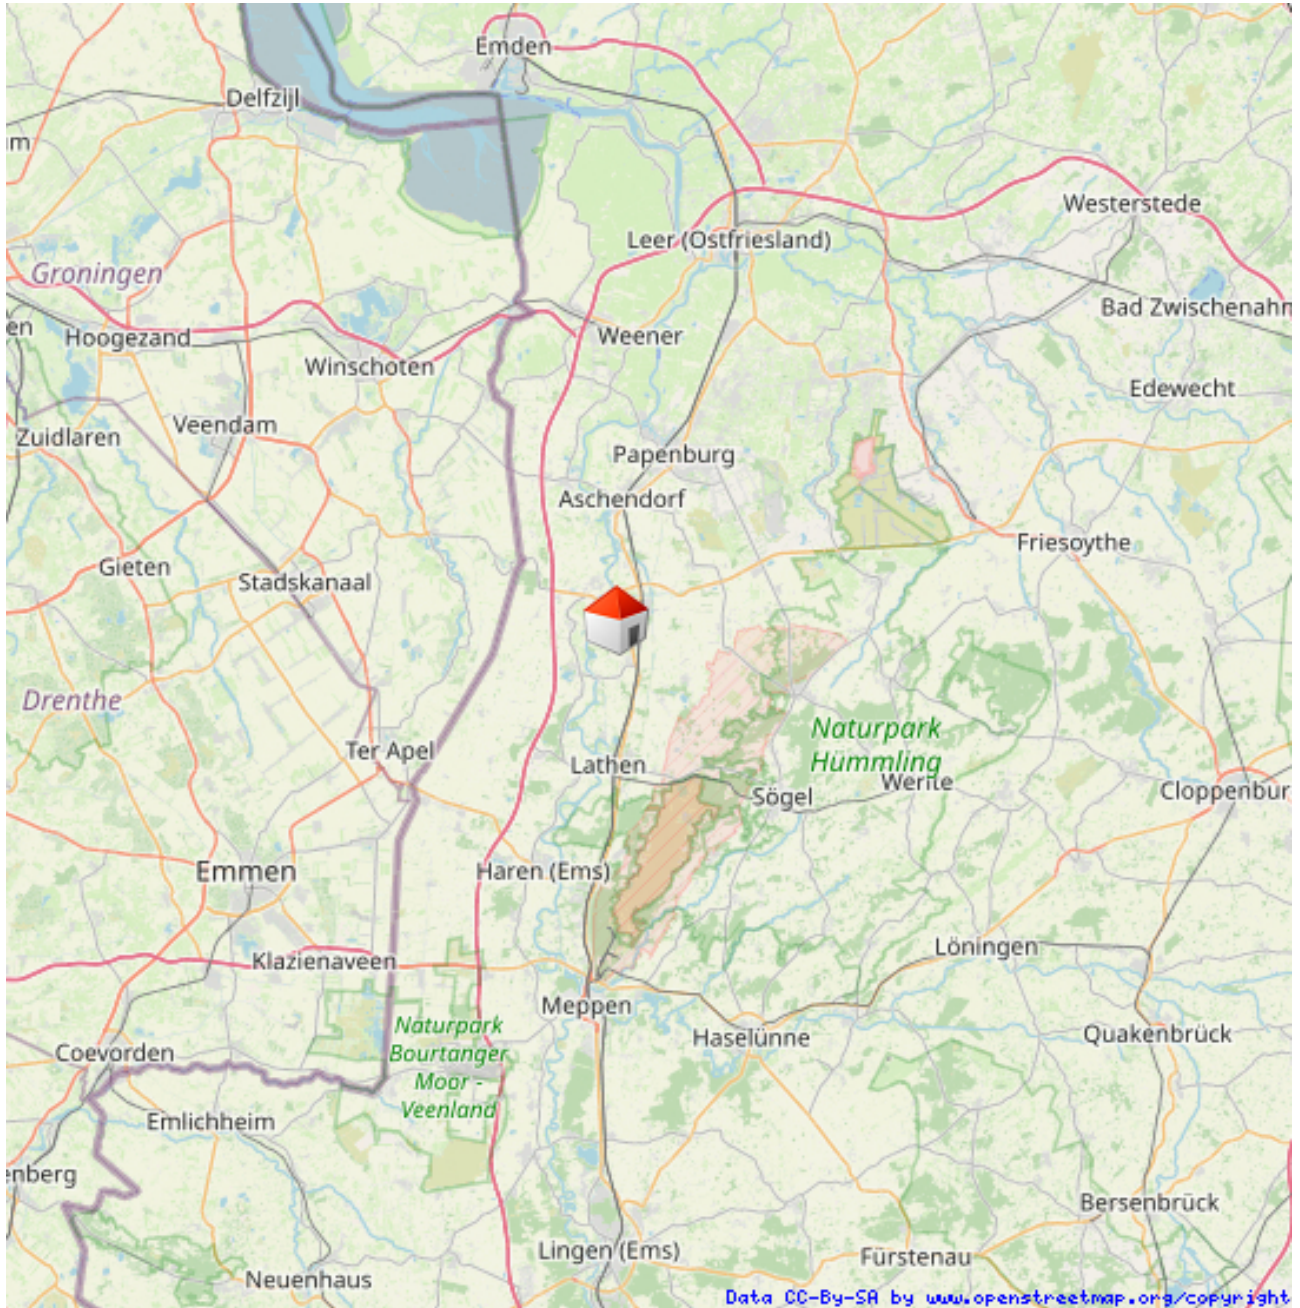 Emden
Delfzijl
Westerstede
Leer (Ostfriesland)
Groningen
Bad Zwischenahn
Hoogezand
Weener
Winschoten
Edewecht
Veendam
Zuidlaren
Papenburg
Aschendorf
Friesoythe
Gieten
Stadskanaal
Drenthe
Naturpark
Hümmling
Ter Apel
Lathen
Werlte
Sögel
Cloppenbur
Emmen
Haren (Ems)
Löningen
Klazienaveen
Meppen
Naturpark
Bourtanger
Moor -
Veenland
Haselünne
Quakenbrück
Coevorden
Emlichheim
enberg
Bersenbrück
Lingen (Ems)
Fürstenau
Neuenhaus
Data CC-By-SA by www.openstreetmap.org/copyright